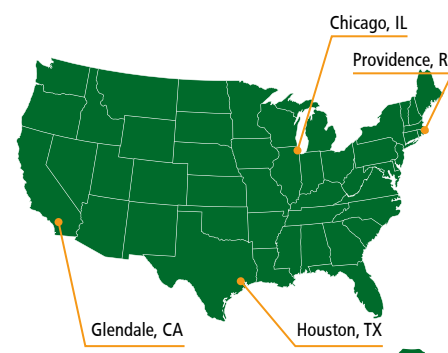 Chicago, IL
Providence, R
Glendale, CA
Houston, TX